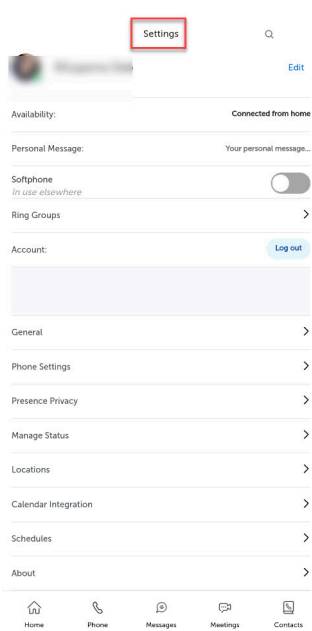 Settings
Edit
Availability:
Connected from home
Personal Message:
Your personal message...
Softphone
In use elsewhere
Ring Groups
Account:
Log out
General
Phone Settings
Presence Privacy
Manage Status
Locations
Calendar Integration
Schedules
About
Home
Phone
Messages
Meetings
Contacts